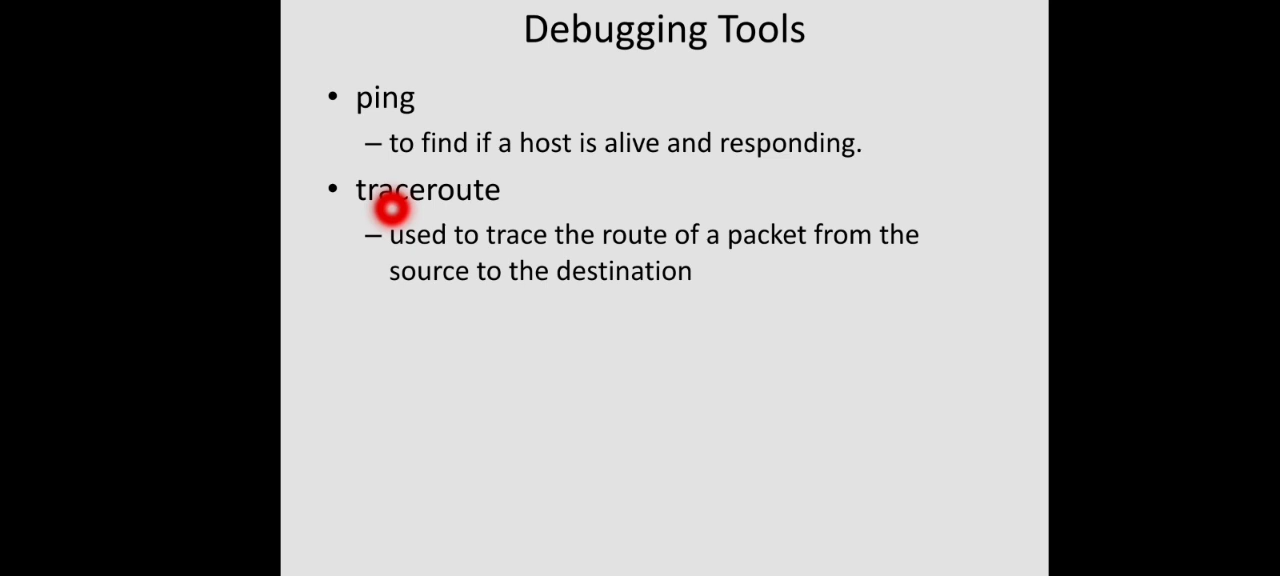 Debugging Tools
• ping
– to find if a host is alive and responding.
• traceroute
– used to trace the route of a packet from the
source to the destination